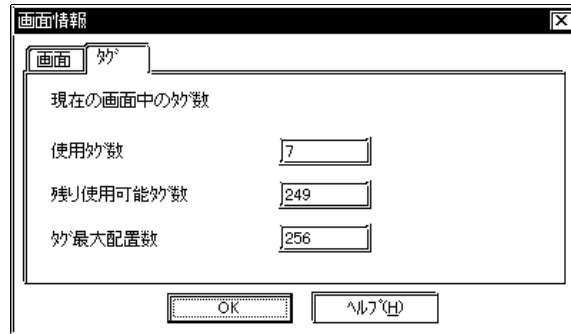 画面情報
画面 ﾀｸﾞ
現在の画面中のﾀｸﾞ数
使用ﾀｸﾞ数 7
残り使用可能ﾀｸﾞ数 249
ﾀｸﾞ最大配置数 256
OK ﾍﾙﾌﾟ(H)